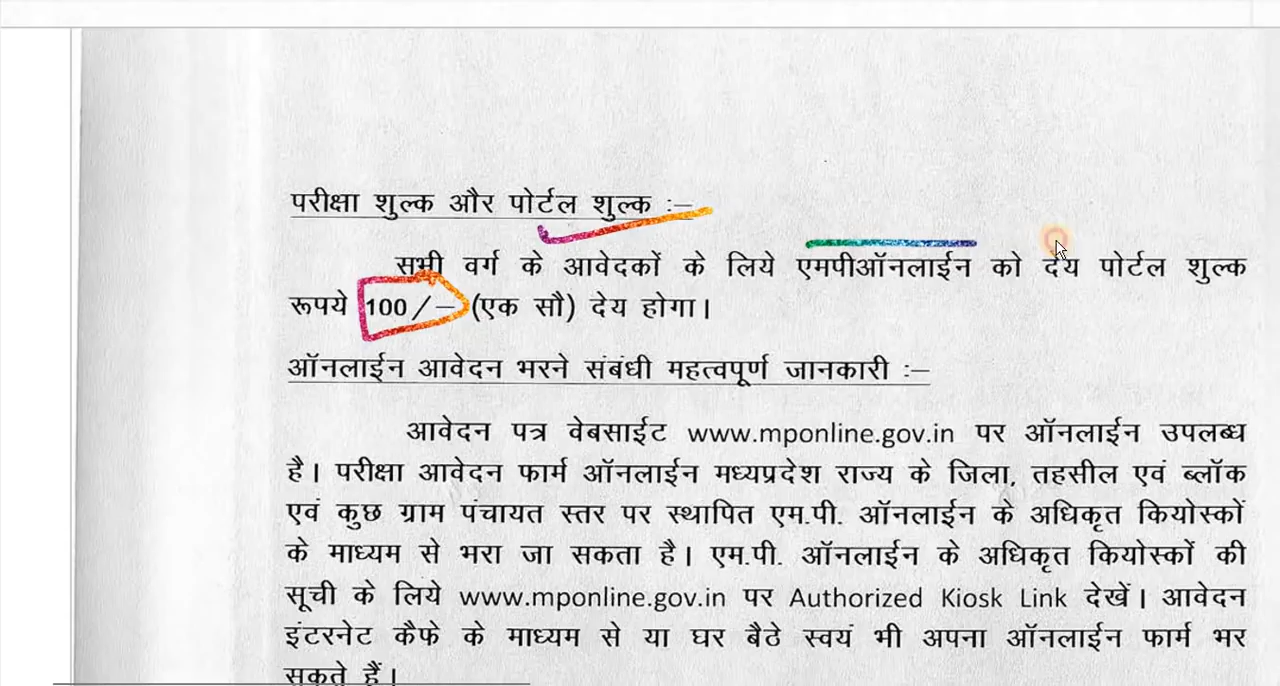 परीक्षा शुल्क और पोर्टल शुल्क :–
सभी वर्ग के आवेदकों के लिये एमपीऑनलाईन को देय पोर्टल शुल्क
रूपये 100/– (एक सौ) देय होगा।
ऑनलाईन आवेदन भरने संबंधी महत्वपूर्ण जानकारी :–
आवेदन पत्र वेबसाईट www.mponline.gov.in पर ऑनलाईन उपलब्ध
है। परीक्षा आवेदन फार्म ऑनलाईन मध्यप्रदेश राज्य के जिला, तहसील एवं ब्लॉक
एवं कुछ ग्राम पंचायत स्तर पर स्थापित एम.पी. ऑनलाईन के अधिकृत कियोस्कों
के माध्यम से भरा जा सकता है। एम.पी. ऑनलाईन के अधिकृत कियोस्कों की
सूची के लिये www.mponline.gov.in पर Authorized Kiosk Link देखें। आवेदन
इंटरनेट कैफे के माध्यम से या घर बैठे स्वयं भी अपना ऑनलाईन फार्म भर
सकते हैं।